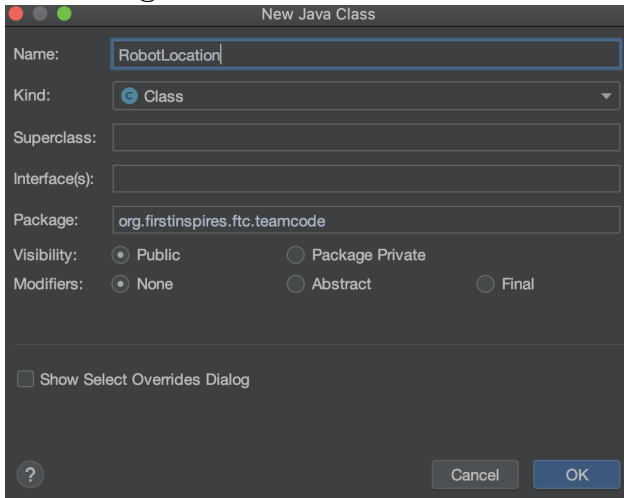 New Java Class
Name: RobotLocation
Kind: C Class
Superclass:
Interface(s):
Package: org.firstinspires.ftc.teamcode
Visibility: Public Package Private
Modifiers: None Abstract Final
Show Select Overrides Dialog
? Cancel OK